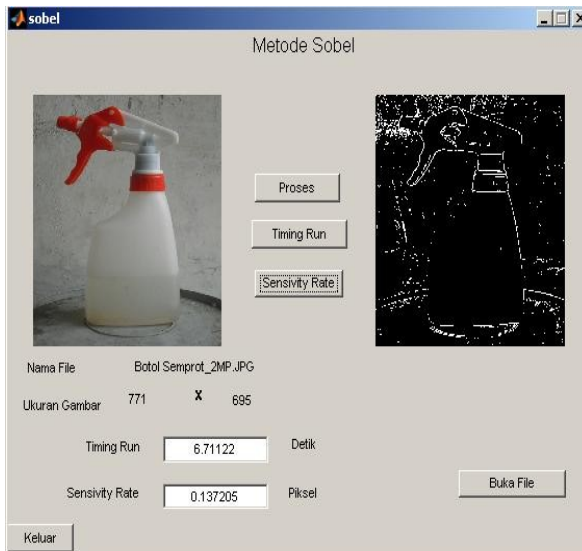 sobel
Metode Sobel
Proses
Timing Run
Sensivity Rate
Nama File Botol Semprot_2MP.JPG
Ukuran Gambar 771 X 695
Timing Run 6.71122 Detik
Sensivity Rate 0.137205 Piksel
Buka File
Keluar